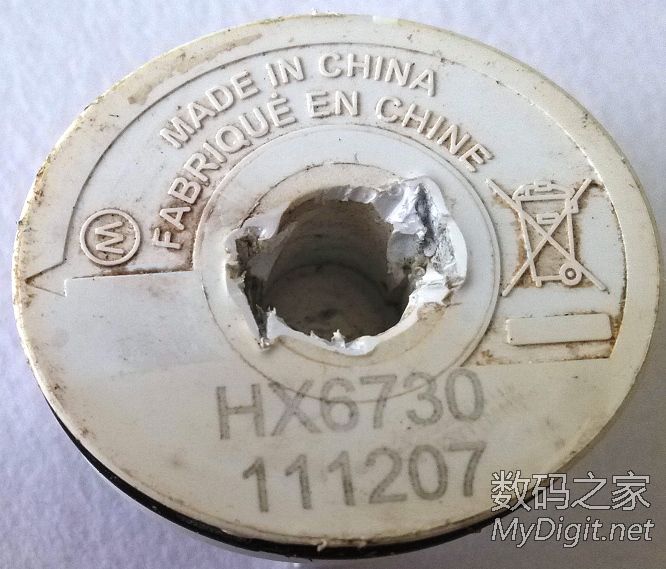 MADE IN CHINA
FABRIQUÉ EN CHINE
M
HX6730
111207
数码之家
MyDigit.net